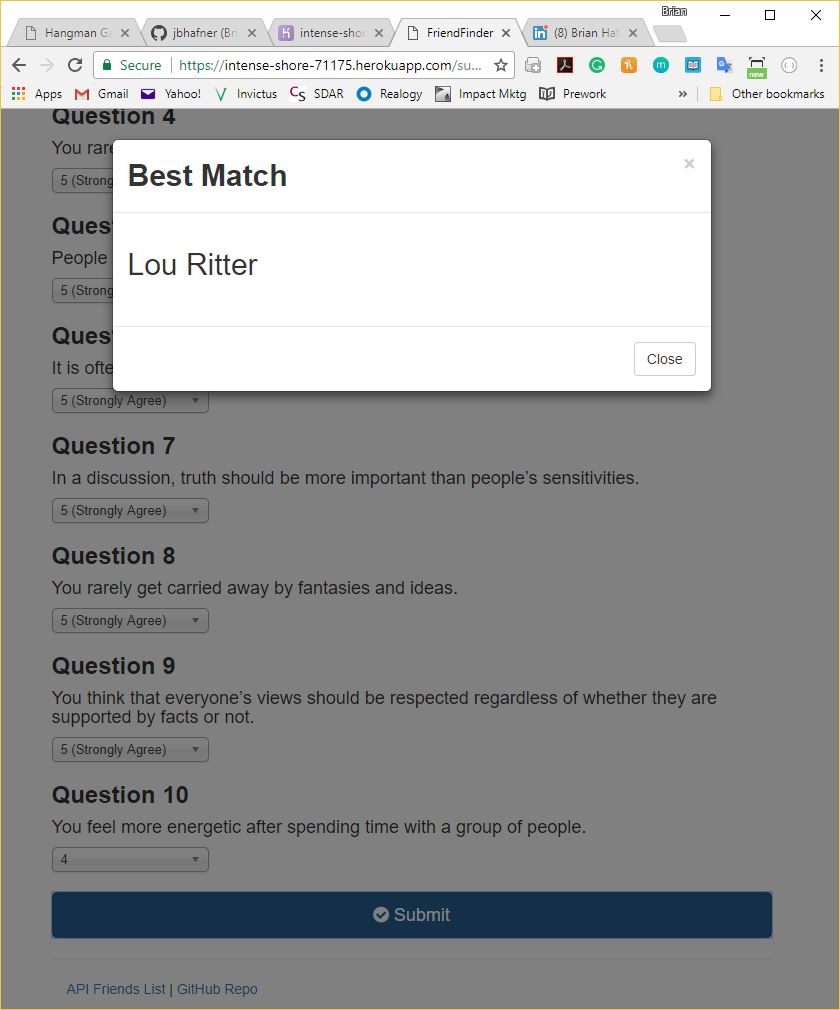 Brian
Hangman G
jbhafner (Bri
intense-shor
FriendFinder
(8) Brian Haf
Secure
https://intense-shore-71175.herokuapp.com/su...
new
Apps
Gmail
Yahoo!
Invictus
SDAR
Realogy
Impact Mktg
Prework
»
Other bookmarks
Question 4
You rare
5 (Strong
Best Match
×
Ques
People
5 (Strong
Lou Ritter
Ques
It is ofte
Close
5 (Strongly Agree)
Question 7
In a discussion, truth should be more important than people’s sensitivities.
5 (Strongly Agree)
Question 8
You rarely get carried away by fantasies and ideas.
5 (Strongly Agree)
Question 9
You think that everyone’s views should be respected regardless of whether they are
supported by facts or not.
5 (Strongly Agree)
Question 10
You feel more energetic after spending time with a group of people.
4
Submit
API Friends List | GitHub Repo